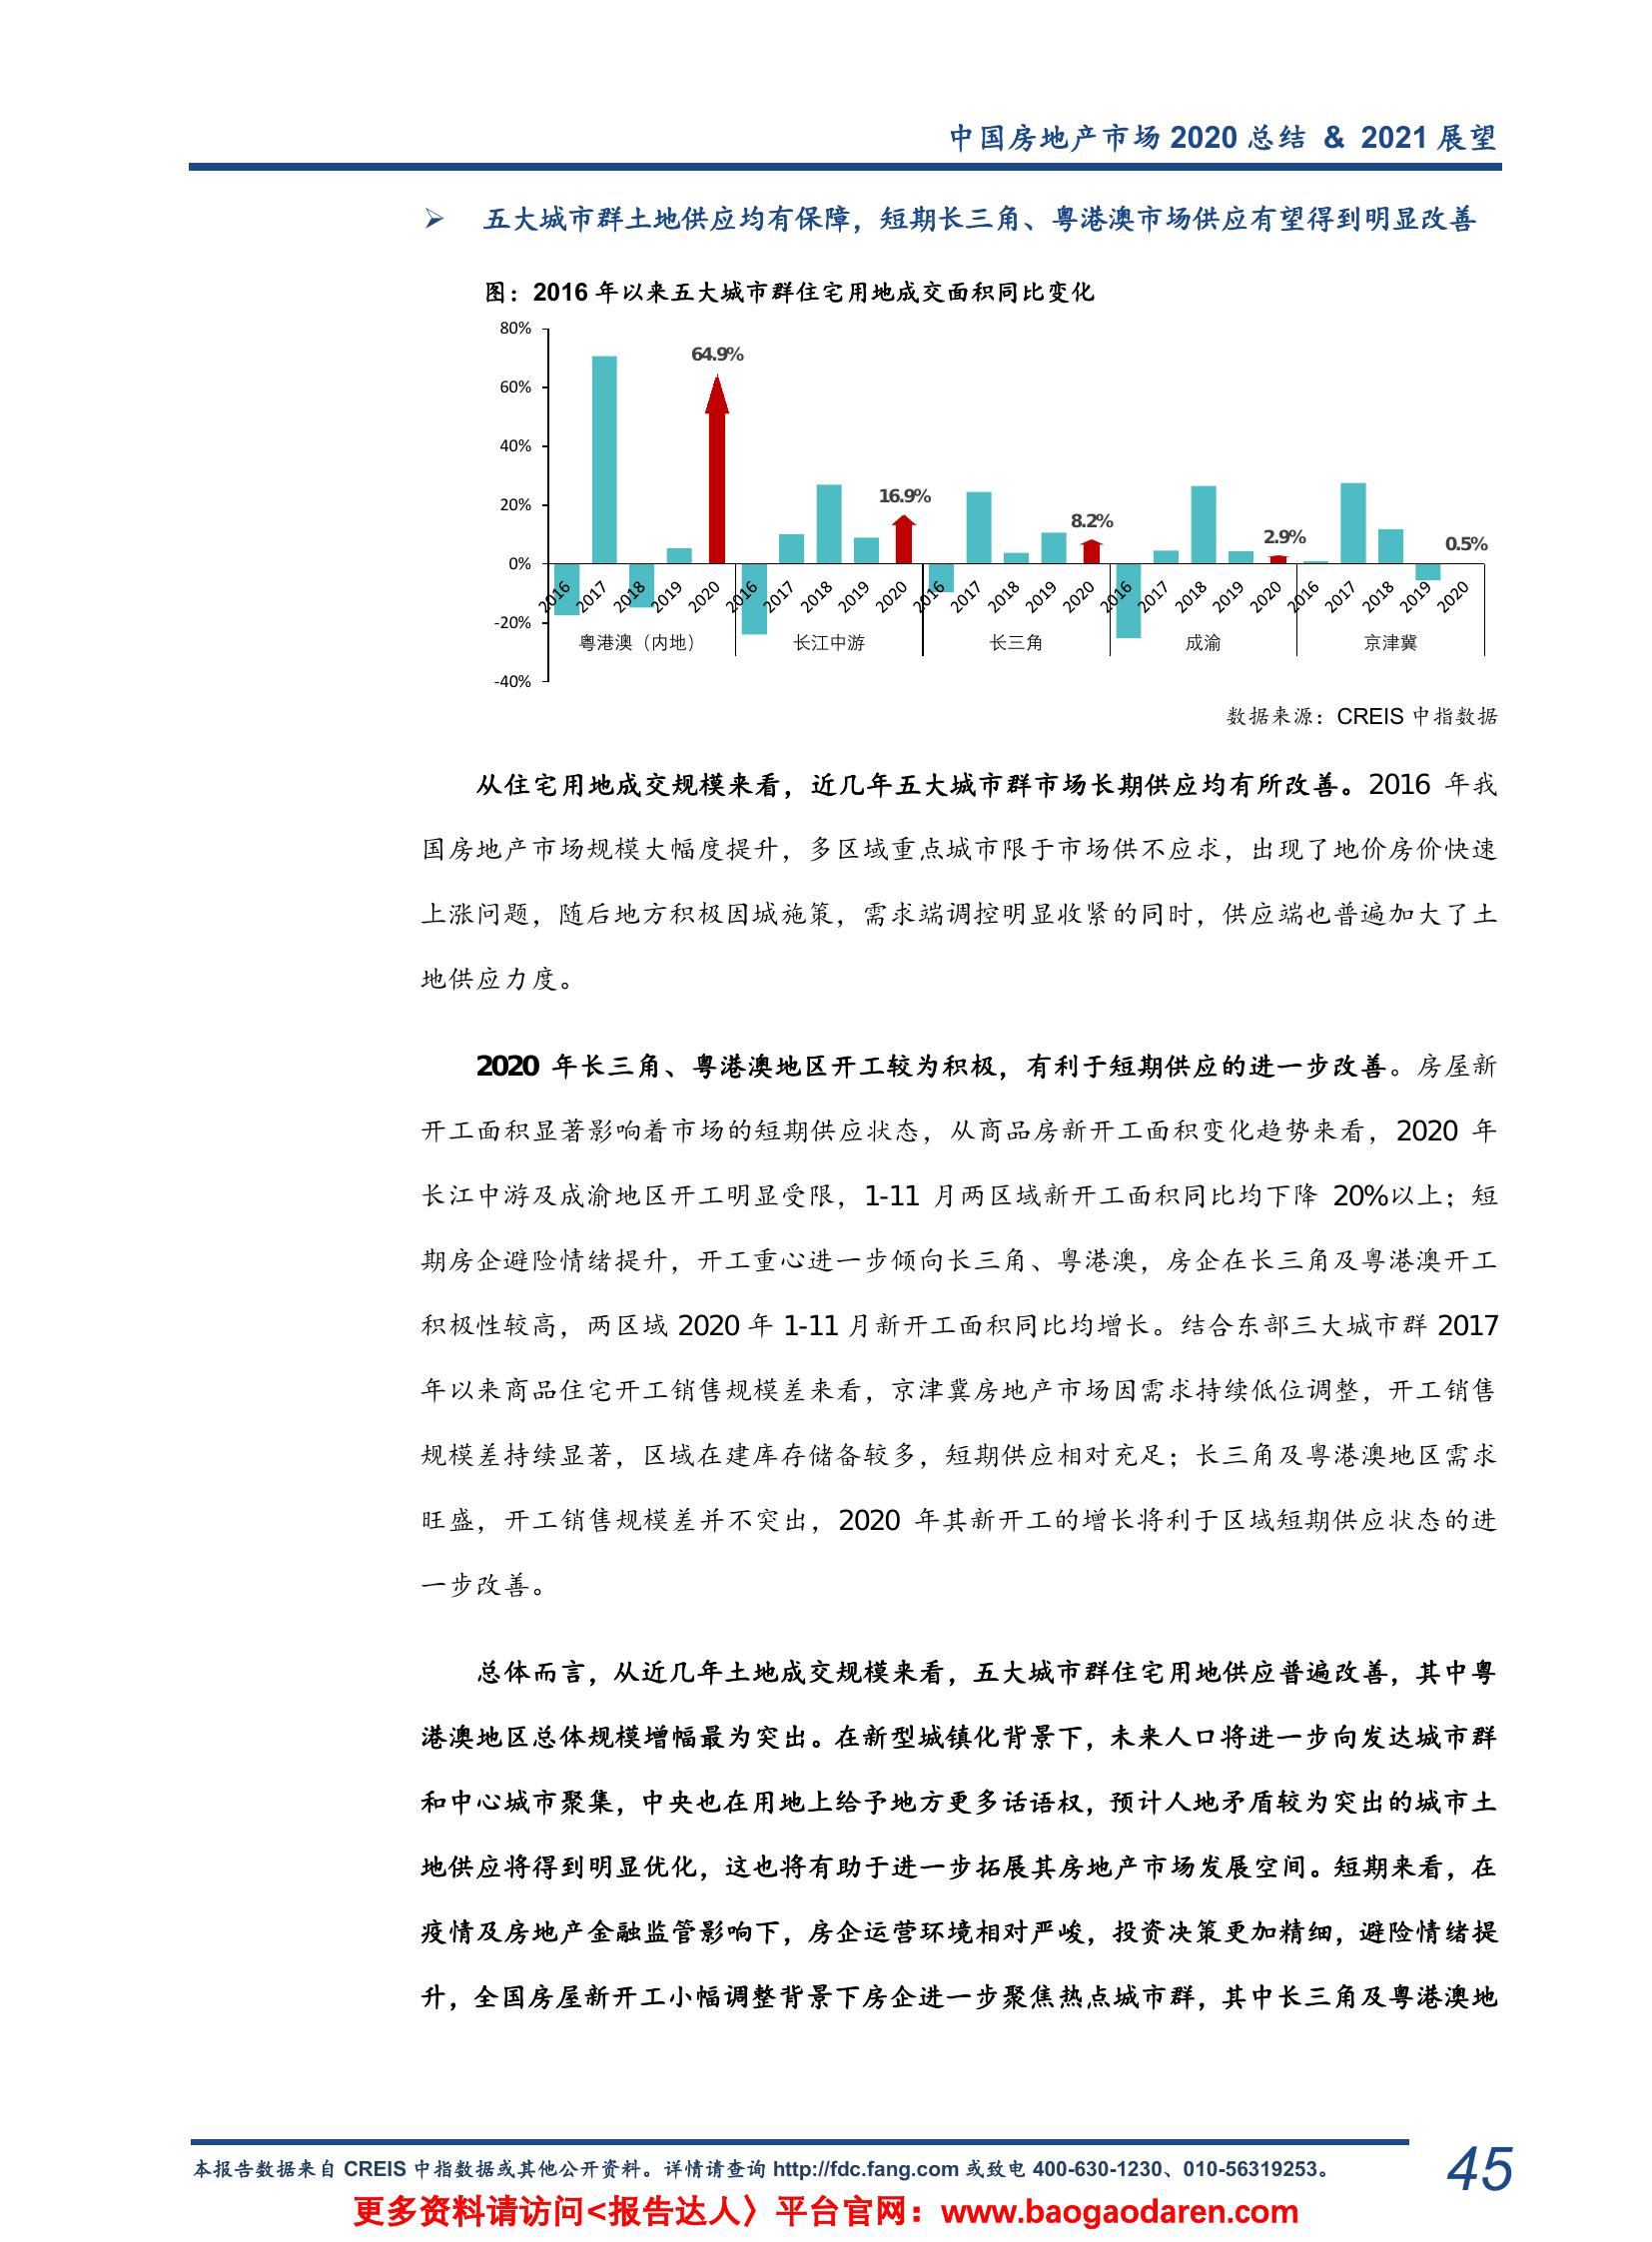 中国房地产市场 2020 总结 & 2021 展望
➢ 五大城市群土地供应均有保障，短期长三角、粤港澳市场供应有望得到明显改善
图：2016 年以来五大城市群住宅用地成交面积同比变化
80%
60%
40%
20%
0%
-20%
-40%
64.9%
16.9%
8.2%
2.9%
0.5%
2016 2017 2018 2019 2020 2016 2017 2018 2019 2020 2016 2017 2018 2019 2020 2016 2017 2018 2019 2020 2016 2017 2018 2019 2020
粤港澳（内地） 长江中游 长三角 成渝 京津冀
数据来源：CREIS 中指数据
从住宅用地成交规模来看，近几年五大城市群市场长期供应均有所改善。2016 年我
国房地产市场规模大幅度提升，多区域重点城市限于市场供不应求，出现了地价房价快速
上涨问题，随后地方积极因城施策，需求端调控明显收紧的同时，供应端也普遍加大了土
地供应力度。
2020 年长三角、粤港澳地区开工较为积极，有利于短期供应的进一步改善。房屋新
开工面积显著影响着市场的短期供应状态，从商品房新开工面积变化趋势来看，2020 年
长江中游及成渝地区开工明显受限，1-11 月两区域新开工面积同比均下降 20%以上；短
期房企避险情绪提升，开工重心进一步倾向长三角、粤港澳，房企在长三角及粤港澳开工
积极性较高，两区域 2020 年 1-11 月新开工面积同比均增长。结合东部三大城市群 2017
年以来商品住宅开工销售规模差来看，京津冀房地产市场因需求持续低位调整，开工销售
规模差持续显著，区域在建库存储备较多，短期供应相对充足；长三角及粤港澳地区需求
旺盛，开工销售规模差并不突出，2020 年其新开工的增长将利于区域短期供应状态的进
一步改善。
总体而言，从近几年土地成交规模来看，五大城市群住宅用地供应普遍改善，其中粤
港澳地区总体规模增幅最为突出。在新型城镇化背景下，未来人口将进一步向发达城市群
和中心城市聚集，中央也在用地上给予地方更多话语权，预计人地矛盾较为突出的城市土
地供应将得到明显优化，这也将有助于进一步拓展其房地产市场发展空间。短期来看，在
疫情及房地产金融监管影响下，房企运营环境相对严峻，投资决策更加精细，避险情绪提
升，全国房屋新开工小幅调整背景下房企进一步聚焦热点城市群，其中长三角及粤港澳地
本报告数据来自 CREIS 中指数据或其他公开资料。详情请查询 http://fdc.fang.com 或致电 400-630-1230、010-56319253。
45
更多资料请访问<报告达人〉平台官网：www.baogaodaren.com